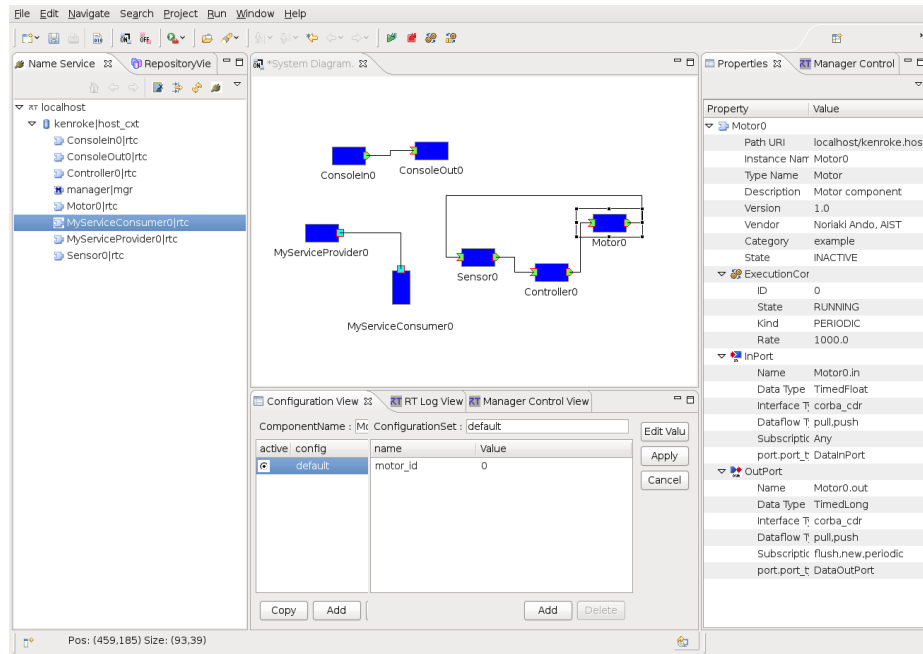 File Edit Navigate Search Project Run Window Help
Name Service RepositoryVie
*System Diagram.
Properties Manager Control
localhost
kenroke|host_cxt
ConsoleIn0|rtc
ConsoleOut0|rtc
Controller0|rtc
manager|mgr
Motor0|rtc
MyServiceConsumer0|rtc
MyServiceProvider0|rtc
Sensor0|rtc
ConsoleIn0 ConsoleOut0
MyServiceProvider0
Motor0
Sensor0
Controller0
MyServiceConsumer0
Configuration View RT Log View Manager Control View
ComponentName : Mo ConfigurationSet : default
Edit Valu
active config name Value
default motor_id 0
Apply
Cancel
Copy Add Add Delete
Property Value
Motor0
Path URI localhost/kenroke.hos
Instance Nam Motor0
Type Name Motor
Description Motor component
Version 1.0
Vendor Noriaki Ando, AIST
Category example
State INACTIVE
ExecutionCor
ID 0
State RUNNING
Kind PERIODIC
Rate 1000.0
InPort
Name Motor0.in
Data Type TimedFloat
Interface Ty corba_cdr
Dataflow Ty pull,push
Subscriptic Any
port.port_ty DataInPort
OutPort
Name Motor0.out
Data Type TimedLong
Interface Ty corba_cdr
Dataflow Ty pull,push
Subscriptic flush,new,periodic
port.port_ty DataOutPort
Pos: (459,185) Size: (93,39)